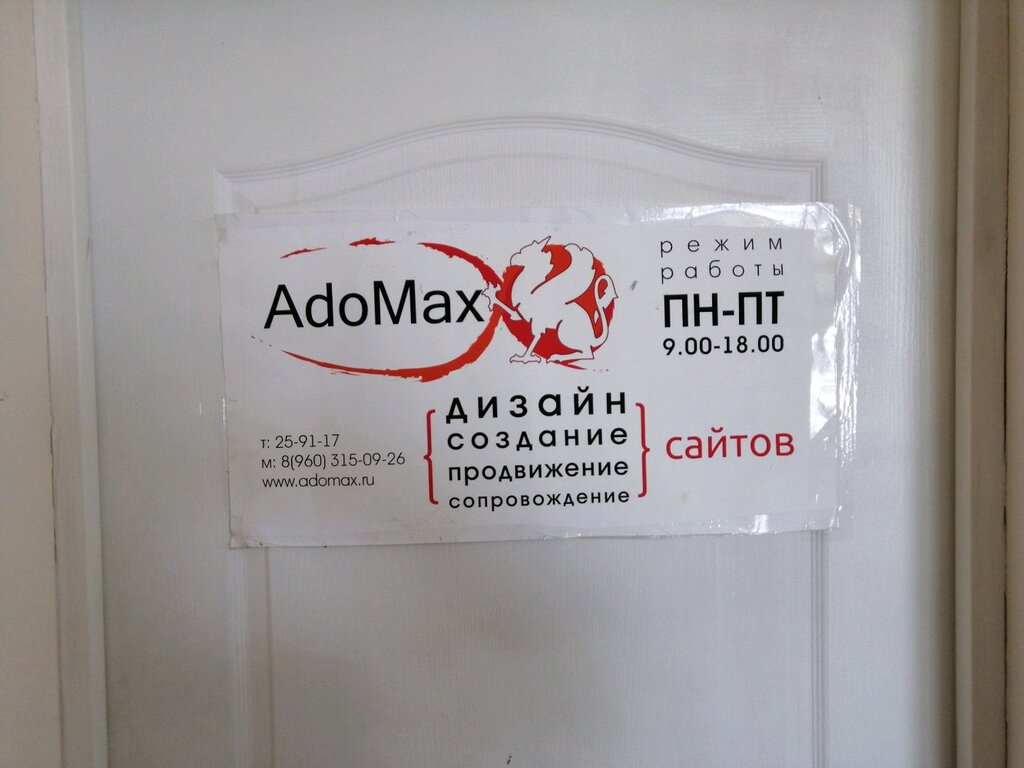 AdoMax
режим
работы
ПН-ПТ
9.00-18.00
дизайн
создание
продвижение
сопровождение
сайтов
т: 25-91-17
м: 8(960) 315-09-26
www.adomax.ru